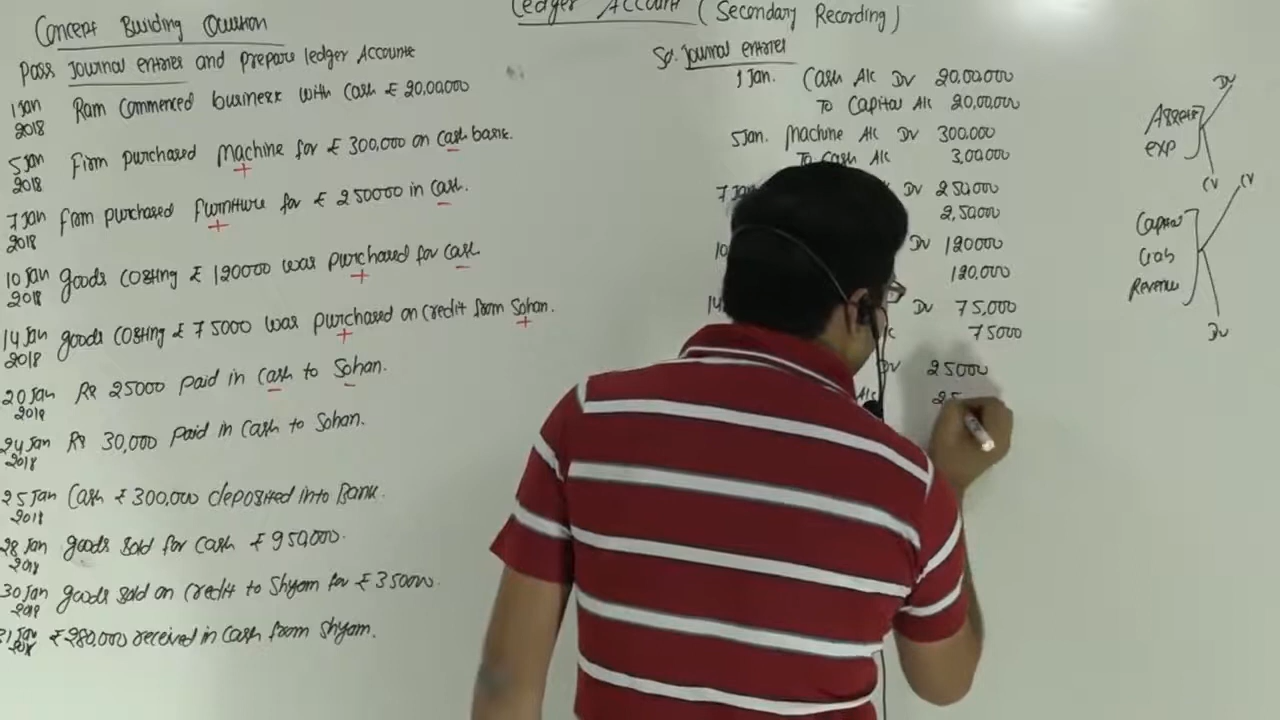 Ledger Account (Secondary Recording)
Concept Building Question
Pass Journal entries and prepare ledger Accounts
1 Jan 2018 Ram Commenced business with cash ₹ 20,00,000
5 Jan 2018 Firm purchased Machine for ₹ 300,000 on cash basis.
7 Jan 2018 firm purchased Furniture for ₹ 250000 in cash.
10 Jan 2018 goods costing ₹ 120000 was purchased for cash
14 Jan 2018 goods costing ₹ 75000 was purchased on credit from Sohan.
20 Jan 2018 Rs 25000 paid in cash to Sohan.
24 Jan 2018 Rs 30,000 paid in cash to Sohan.
25 Jan 2018 Cash ₹ 300,000 deposited into Bank.
28 Jan 2018 goods sold for cash ₹ 950,000.
30 Jan 2018 goods sold on credit to Shyam for ₹
31 Jan 2018 ₹ 280,000 received in cash from Shyam.
Sol. Journal entries
1 Jan. Cash A/c Dr 20,00,000
To Capital A/c 20,00,000
5 Jan. Machine A/c Dr 300,000
To Cash A/c 3,00,000
7 Jan Dr 250,000
2,50,000
10 Dr 120000
120,000
14 Dr 75,000
75000
Dr 25000
A/c 25
Dr
Assets
exp
Cr
Cr
Capital
Liab
Revenue
Dr